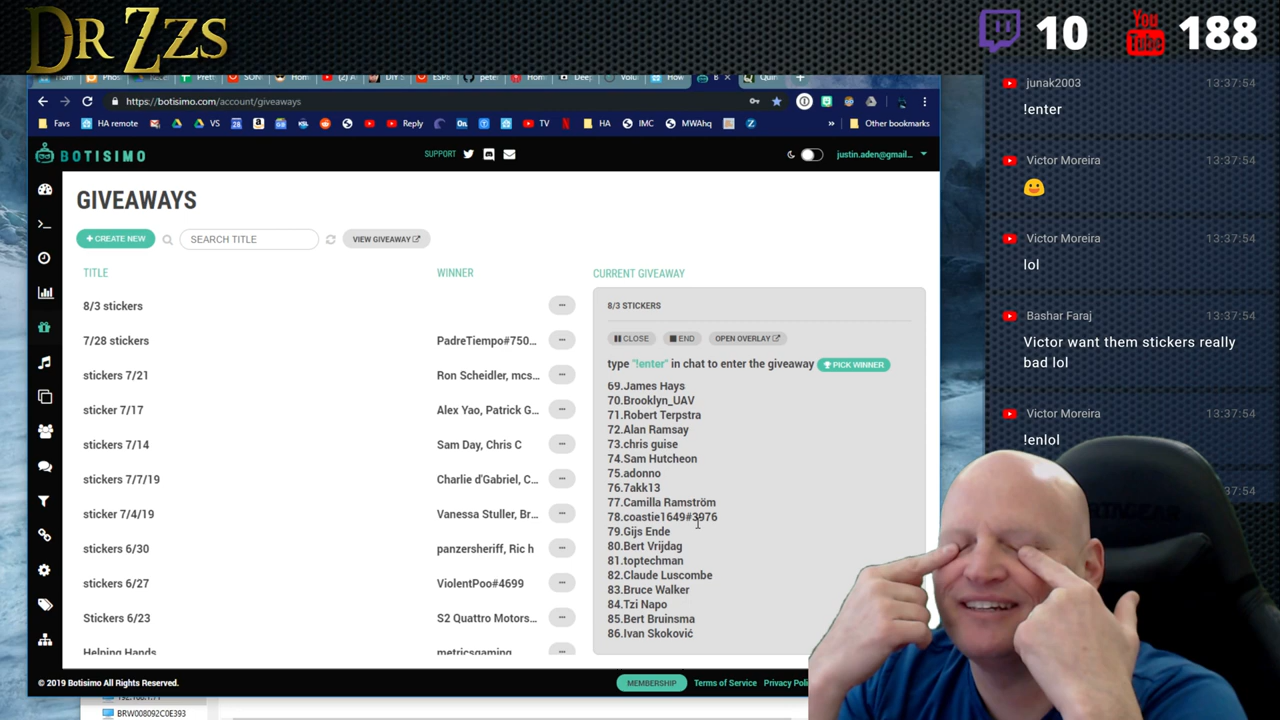 DR ZZS
10
You
Tube
188
https://botisimo.com/account/giveaways
Favs
HA remote
VS
Reply
TV
HA
IMC
MWAhq
Other bookmarks
BOTISIMO
SUPPORT
justin.aden@gmail...
GIVEAWAYS
+ CREATE NEW
SEARCH TITLE
VIEW GIVEAWAY
TITLE
WINNER
8/3 stickers
7/28 stickers
PadreTiempo#750...
stickers 7/21
Ron Scheidler, mcs...
sticker 7/17
Alex Yao, Patrick G...
stickers 7/14
Sam Day, Chris C
stickers 7/7/19
Charlie d'Gabriel, C...
sticker 7/4/19
Vanessa Stuller, Br...
stickers 6/30
panzersheriff, Ric h
stickers 6/27
ViolentPoo#4699
Stickers 6/23
S2 Quattro Motors...
Helping Hands
metricsgaming
CURRENT GIVEAWAY
8/3 STICKERS
CLOSE
END
OPEN OVERLAY
type "!enter" in chat to enter the giveaway
PICK WINNER
69.James Hays
70.Brooklyn_UAV
71.Robert Terpstra
72.Alan Ramsay
73.chris guise
74.Sam Hutcheon
75.adonno
76.7akk13
77.Camilla Ramström
78.coastie1649#3976
79.Gijs Ende
80.Bert Vrijdag
81.toptechman
82.Claude Luscombe
83.Bruce Walker
84.Tzi Napo
85.Bert Bruinsma
86.Ivan Skoković
© 2019 Botisimo All Rights Reserved.
MEMBERSHIP
Terms of Service
Privacy Poli
BRW008092C0E393
junak2003
13:37:54
!enter
Victor Moreira
13:37:54
Victor Moreira
13:37:54
lol
Bashar Faraj
13:37:54
Victor want them stickers really
bad lol
Victor Moreira
13:37:54
!enlol
37:54